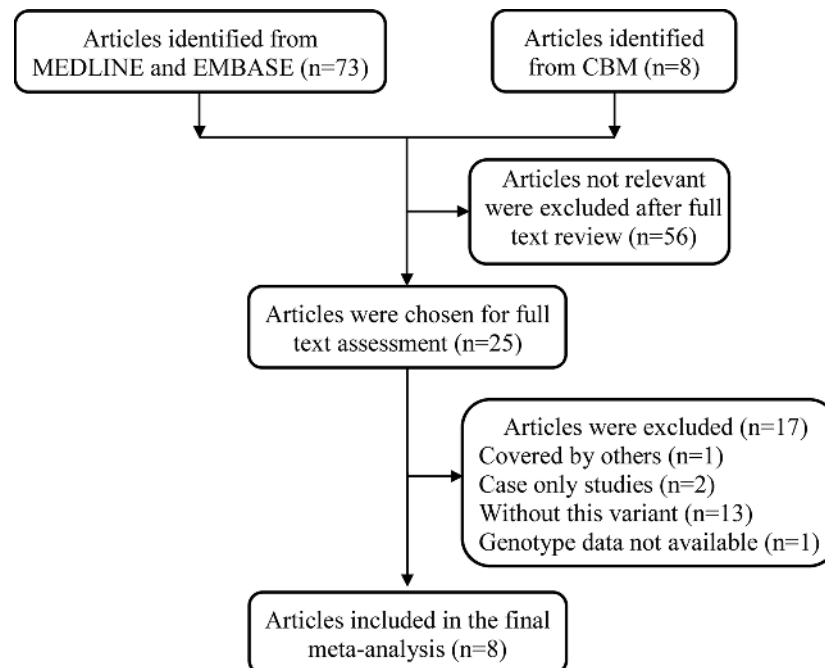 Articles identified from
MEDLINE and EMBASE (n=73)
Articles identified
from CBM (n=8)
Articles not relevant
were excluded after full
text review (n=56)
Articles were chosen for full
text assessment (n=25)
Articles were excluded (n=17)
Covered by others (n=1)
Case only studies (n=2)
Without this variant (n=13)
Genotype data not available (n=1)
Articles included in the final
meta-analysis (n=8)